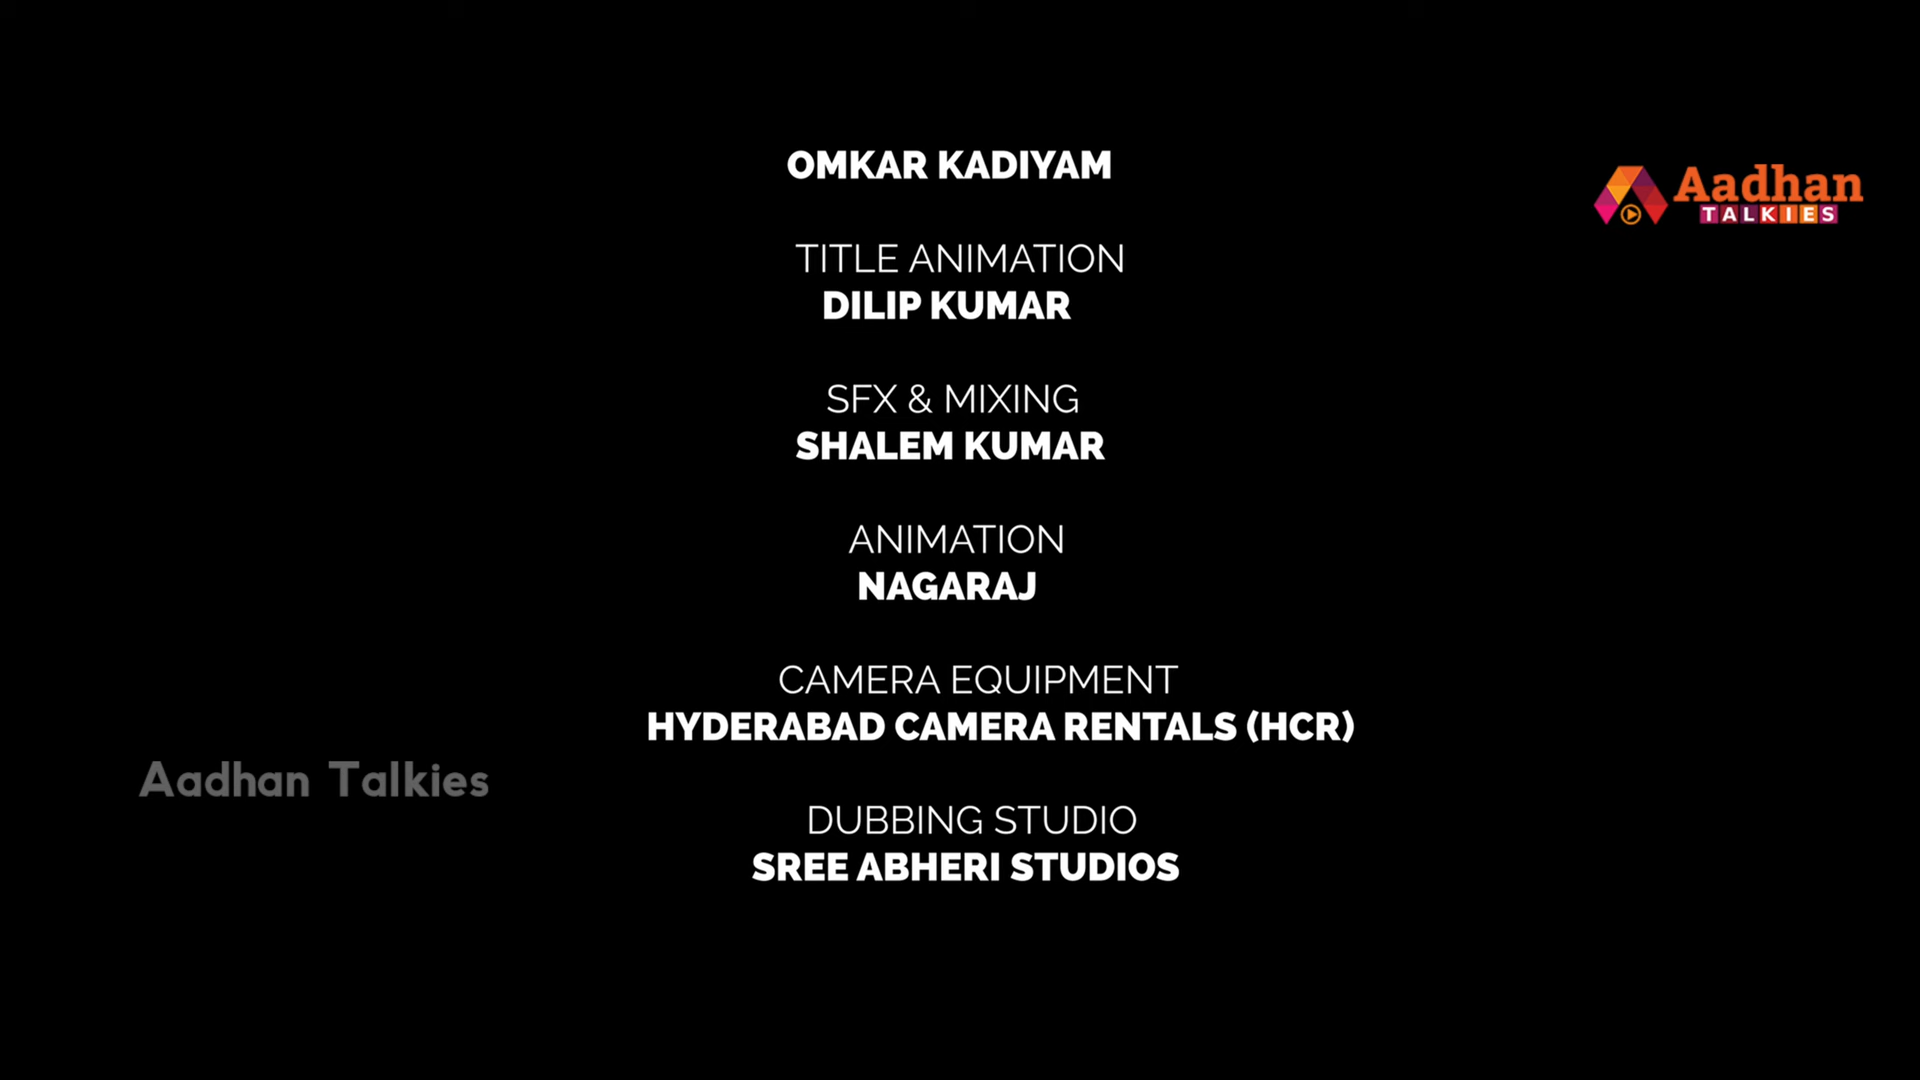 OMKAR KADIYAM
Aadhan
TALKIES
TITLE ANIMATION
DILIP KUMAR
SFX & MIXING
SHALEM KUMAR
ANIMATION
NAGARAJ
CAMERA EQUIPMENT
HYDERABAD CAMERA RENTALS (HCR)
Aadhan Talkies
DUBBING STUDIO
SREE ABHERI STUDIOS